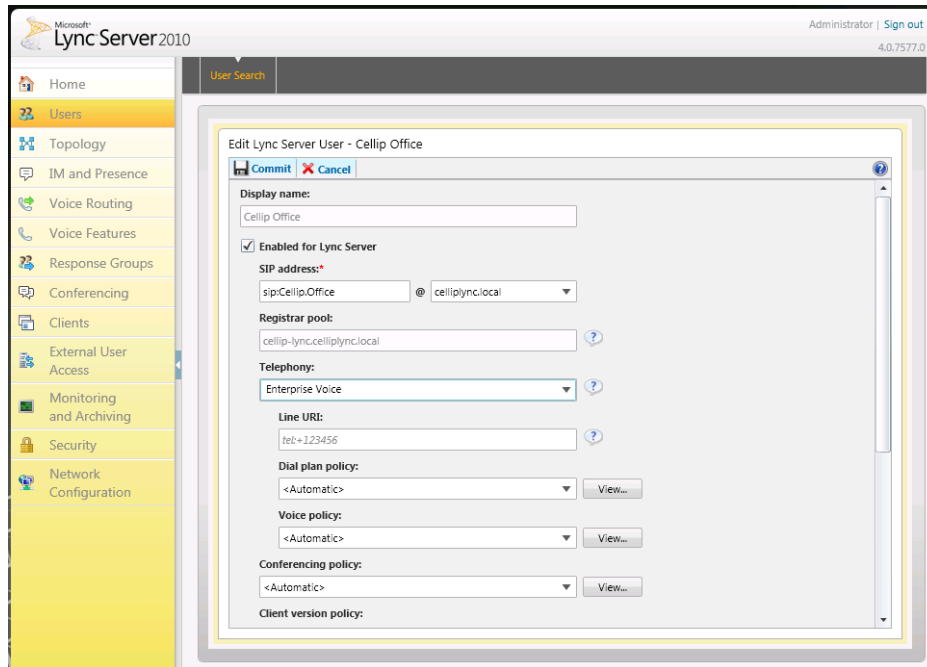 Microsoft®
Lync Server 2010
Administrator | Sign out
4.0.7577.0
Home
Users
Topology
IM and Presence
Voice Routing
Voice Features
Response Groups
Conferencing
Clients
External User
Access
Monitoring
and Archiving
Security
Network
Configuration
User Search
Edit Lync Server User - Cellip Office
Commit Cancel
Display name:
Cellip Office
Enabled for Lync Server
SIP address:*
sip:Cellip.Office @ celliplync.local
Registrar pool:
cellip-lync.celliplync.local
Telephony:
Enterprise Voice
Line URI:
tel:+123456
Dial plan policy:
<Automatic> View...
Voice policy:
<Automatic> View...
Conferencing policy:
<Automatic> View...
Client version policy: